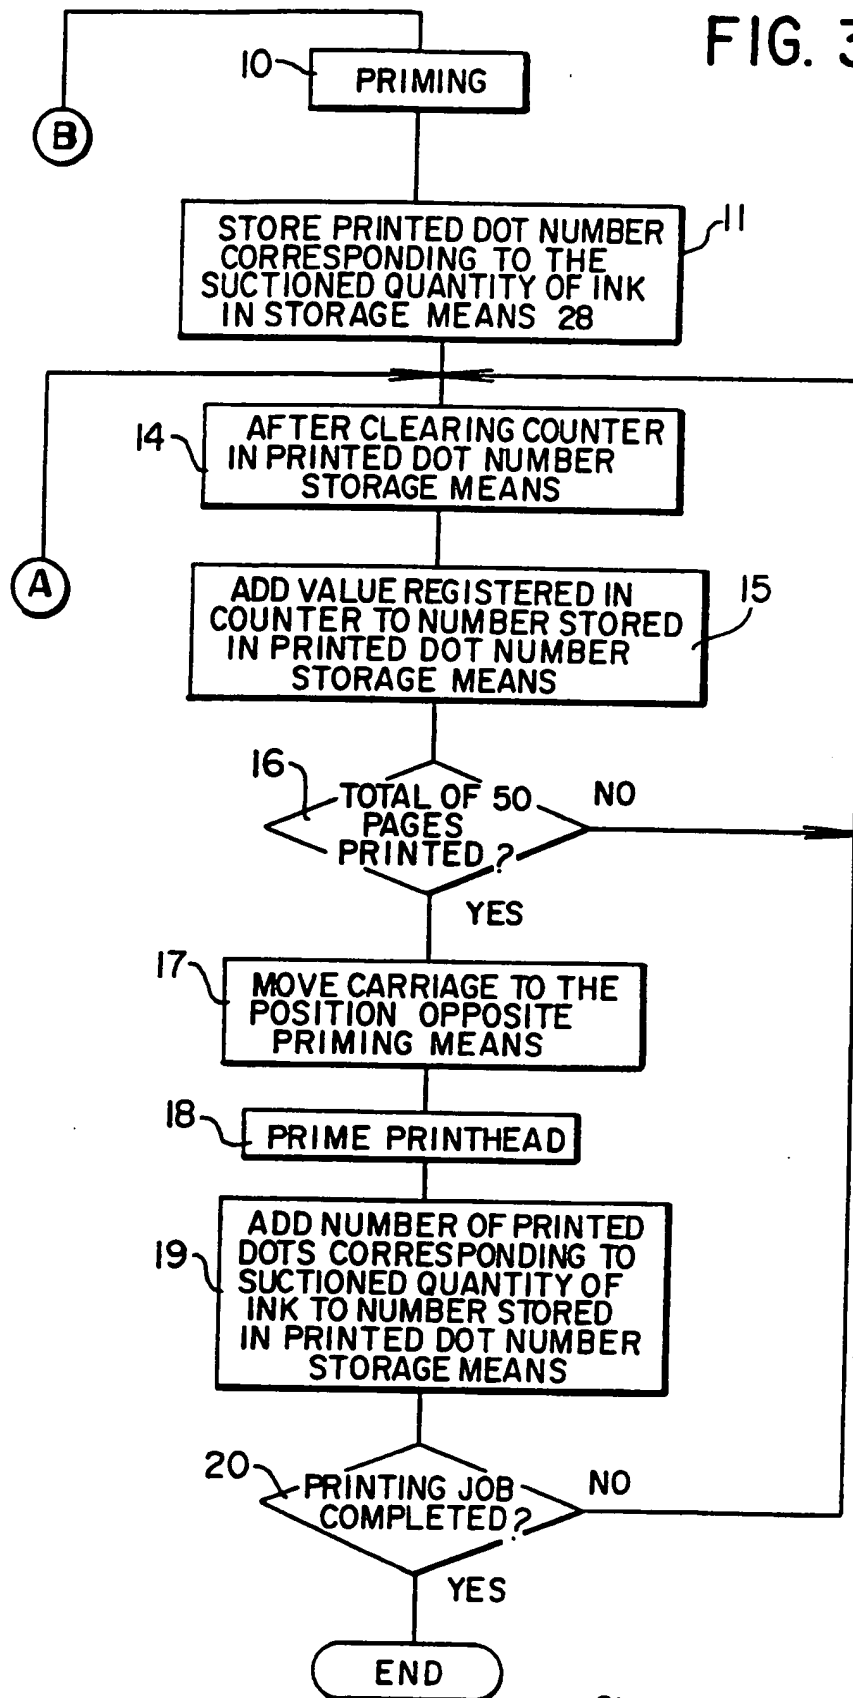 FIG. 3
10
PRIMING
B
11
STORE PRINTED DOT NUMBER
CORRESPONDING TO THE
SUCTIONED QUANTITY OF INK
IN STORAGE MEANS 28
14
AFTER CLEARING COUNTER
IN PRINTED DOT NUMBER
STORAGE MEANS
A
15
ADD VALUE REGISTERED IN
COUNTER TO NUMBER STORED
IN PRINTED DOT NUMBER
STORAGE MEANS
16
TOTAL OF 50
PAGES
PRINTED?
NO
YES
17
MOVE CARRIAGE TO THE
POSITION OPPOSITE
PRIMING MEANS
18
PRIME PRINTHEAD
19
ADD NUMBER OF PRINTED
DOTS CORRESPONDING TO
SUCTIONED QUANTITY OF
INK TO NUMBER STORED
IN PRINTED DOT NUMBER
STORAGE MEANS
20
PRINTING JOB
COMPLETED?
NO
YES
END